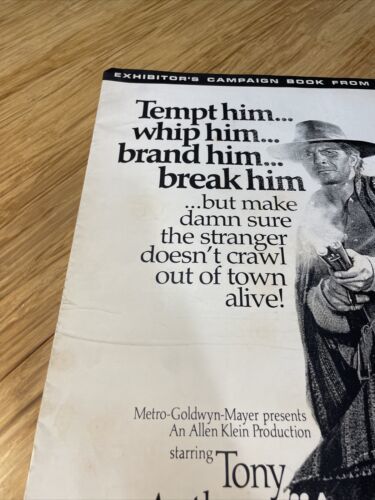 EXHIBITOR'S CAMPAIGN BOOK FROM
Tempt him...
whip him...
brand him...
break him
...but make
damn sure
the stranger
doesn't crawl
out of town
alive!
Metro-Goldwyn-Mayer presents
An Allen Klein Production
starring Tony